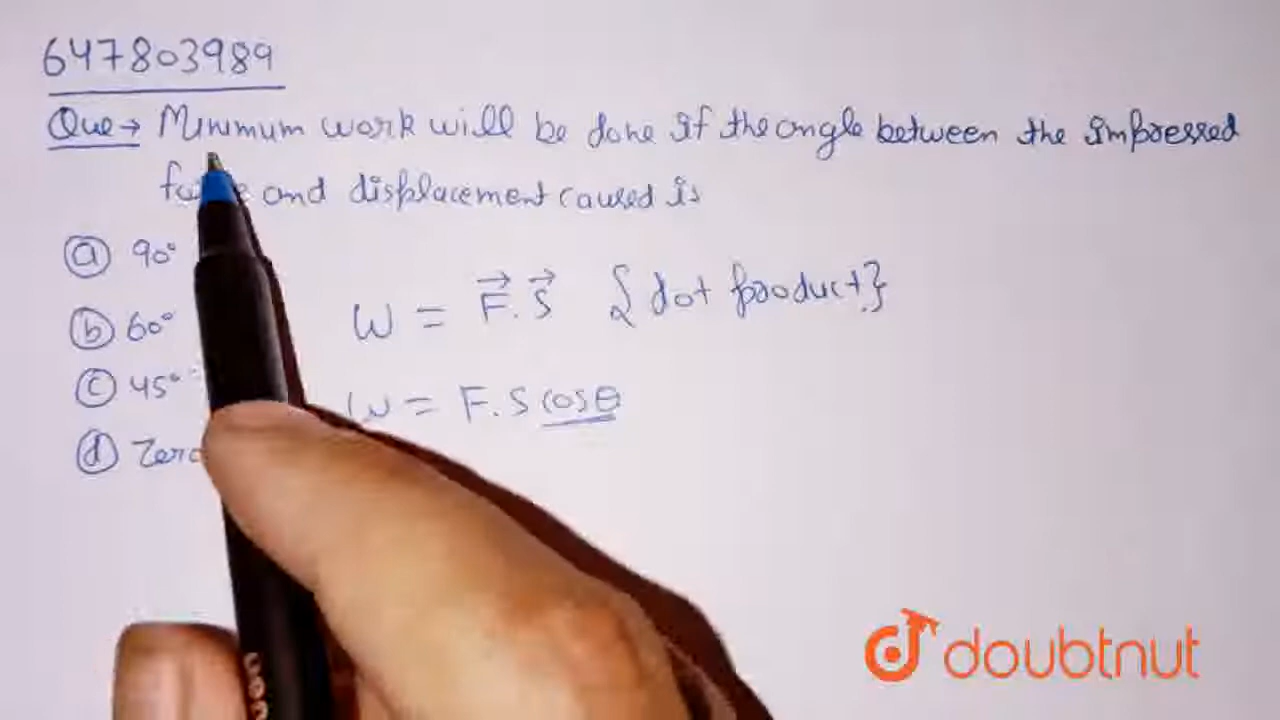 647803989
Que → Minimum work will be done if the angle between the impressed
and displacement caused is
(a) 90°
(b) 60°
(c) 45°
(d) Zero
W = F⃗.S⃗ {dot product}
W = F.S cosθ
doubtnut